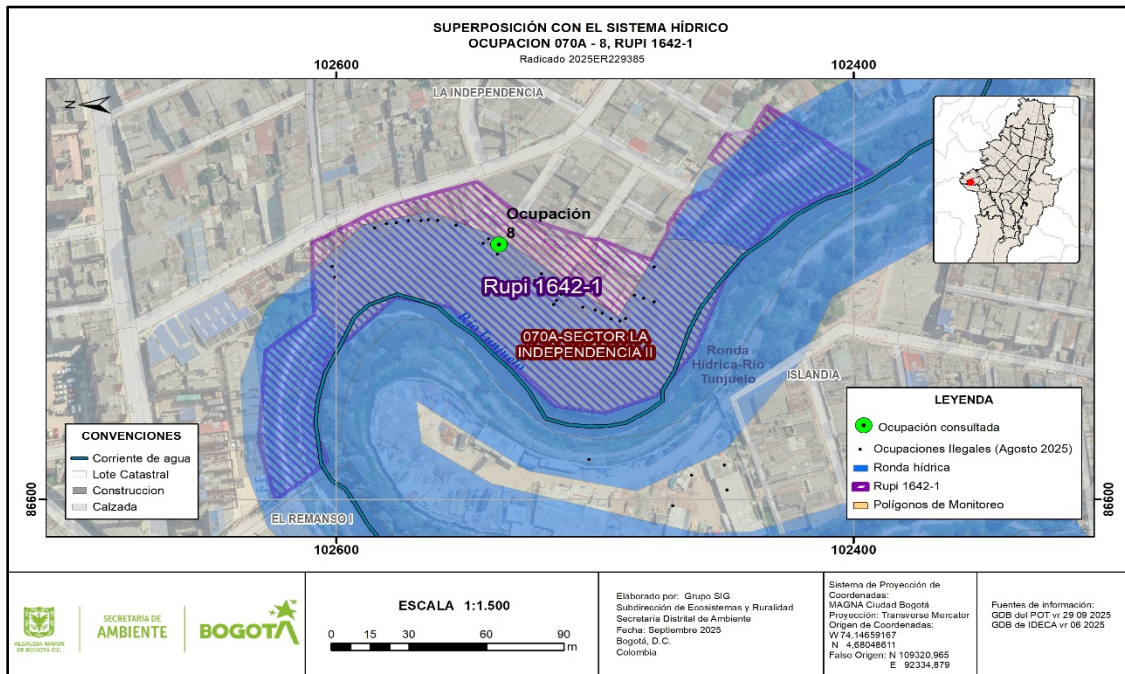 SUPERPOSICIÓN CON EL SISTEMA HÍDRICO
OCUPACION 070A - 8, RUPI 1642-1
Radicado 2025ER229385
102600
102400
N
LA INDEPENDENCIA
Ocupación
8
Rupi 1642-1
Río Tunjuelo
070A-SECTOR LA
INDEPENDENCIA II
Ronda
Hídrica-Río
Tunjuelo
ISLANDIA
EL REMANSO I
CONVENCIONES
Corriente de agua
Lote Catastral
Construccion
Calzada
LEYENDA
Ocupación consultada
Ocupaciones Ilegales (Agosto 2025)
Ronda hídrica
Rupi 1642-1
Polígonos de Monitoreo
86600
86600
102600
102400
ALCALDÍA MAYOR
DE BOGOTÁ D.C.
SECRETARÍA DE
AMBIENTE
BOGOTÁ
ESCALA 1:1.500
0 15 30 60 90
m
Elaborado por: Grupo SIG
Subdirección de Ecosistemas y Ruralidad
Secretaría Distrital de Ambiente
Fecha: Septiembre 2025
Bogotá, D.C.
Colombia
Sistema de Proyección de
Coordenadas:
MAGNA Ciudad Bogotá
Proyección: Transverse Mercator
Origen de Coordenadas:
W 74,14659167
N 4,68048611
Falso Origen: N 109320,965
E 92334,879
Fuentes de información:
GDB del POT vr 29 09 2025
GDB de IDECA vr 06 2025